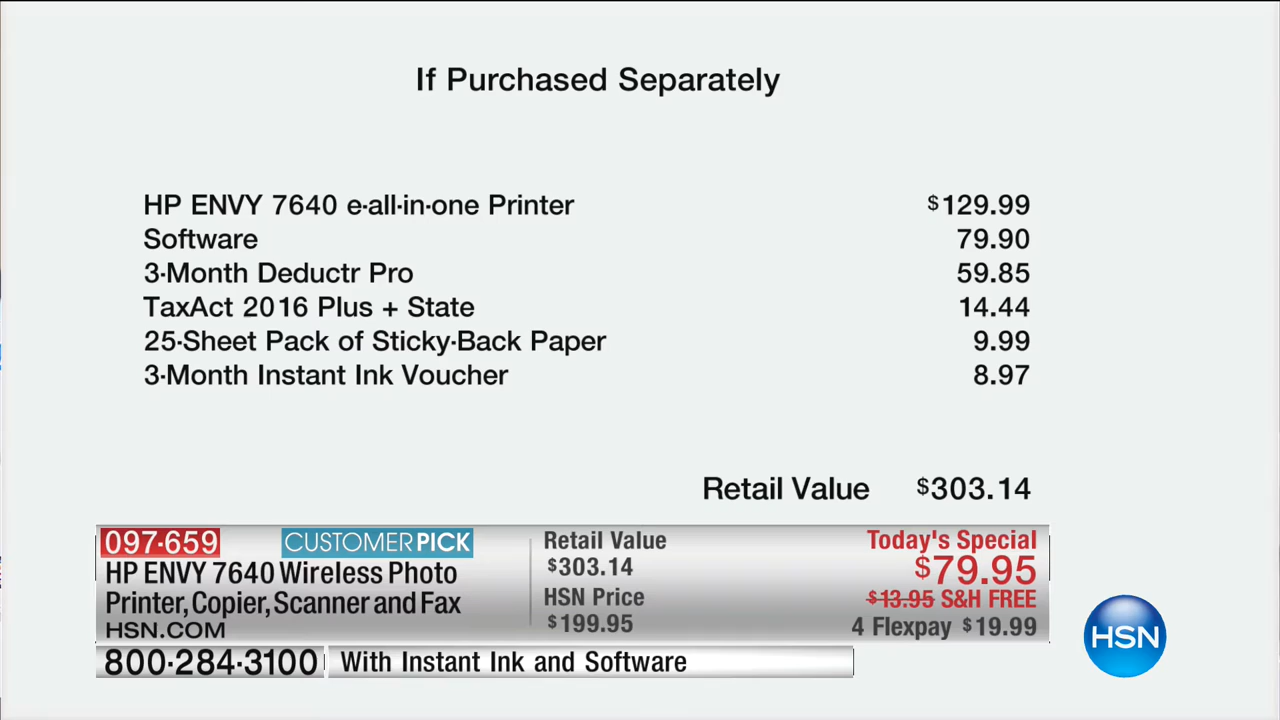 If Purchased Separately
HP ENVY 7640 e-all-in-one Printer $129.99
Software 79.90
3-Month Deductr Pro 59.85
TaxAct 2016 Plus + State 14.44
25-Sheet Pack of Sticky-Back Paper 9.99
3-Month Instant Ink Voucher 8.97
Retail Value $303.14
097-659 CUSTOMERPICK
HP ENVY 7640 Wireless Photo
Printer, Copier, Scanner and Fax
HSN.COM
Retail Value
$303.14
HSN Price
$199.95
Today's Special
$79.95
$13.95 S&H FREE
4 Flexpay $19.99
800-284-3100 With Instant Ink and Software
HSN